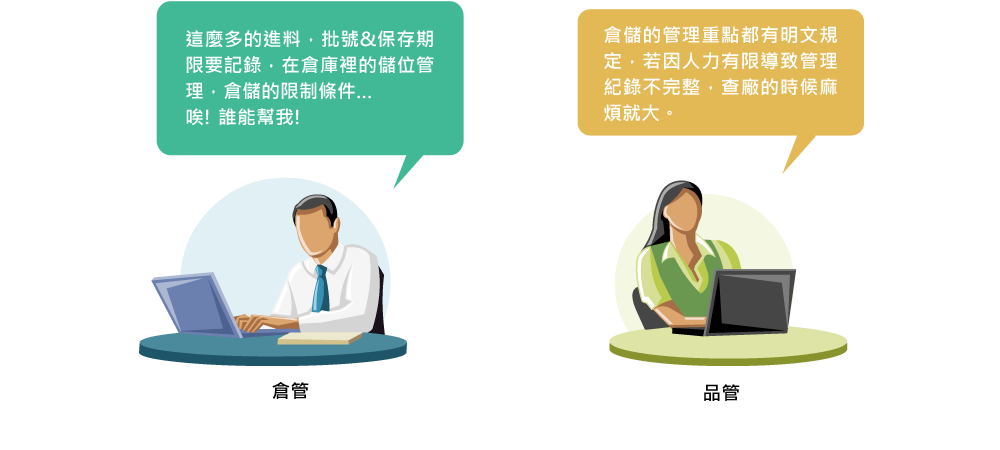 這麼多的進料，批號&保存期
限要記錄，在倉庫裡的儲位管
理，倉儲的限制條件...
唉! 誰能幫我!
倉儲的管理重點都有明文規
定，若因人力有限導致管理
紀錄不完整，查廠的時候麻
煩就大。
倉管
品管